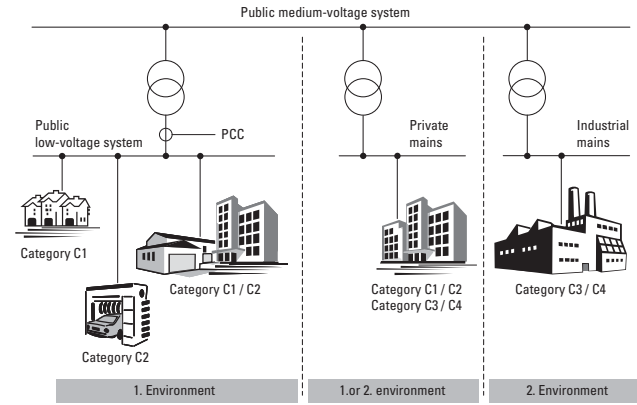 Public medium-voltage system
Public
low-voltage system
PCC
Private
mains
Industrial
mains
Category C1
Category C1 / C2
Category C2
Category C1 / C2
Category C3 / C4
Category C3 / C4
1. Environment
1.or 2. environment
2. Environment